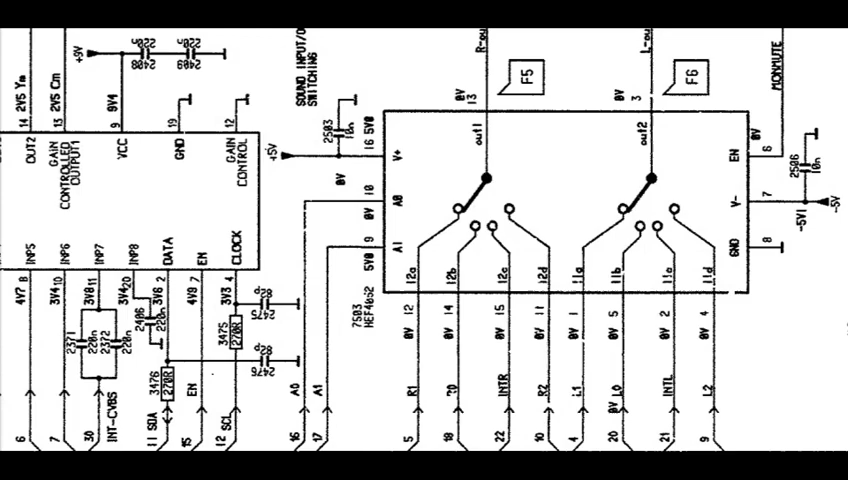 +9V
220n
2408
220n
2409
2V5 Ym
2V5 Cm
9V4
14
13
9
19
12
OUT2
GAIN
CONTROLLED
OUTPUT1
VCC
GND
GAIN
CONTROL
INP5
INP6
INP7
INP8
DATA
EN
CLOCK
4V7
8
3V4
10
3V8
11
3V4
20
3V6
2
4V9
7
3V3
4
2371
220n
2372
220n
2406
220n
3475
270R
82p
2475
82p
2476
3476
270R
INT-CVBS
SDA
EN
SCL
6
7
30
11
15
12
SOUND INPUT/O
SWITCHING
+5V
2503
10n
5V0
16
V+
0V
10
0V
A0
9
5V0
A1
7503
HEF4052
R-ou
L-ou
0V
13
F5
0V
3
F6
MONMUTE
out1
out2
0V
EN
6
V-
7
GND
8
2506
10n
-5V1
-5V
12a
12b
12c
12d
11a
11b
11c
11d
12
14
15
11
1
5
2
4
0V
0V
0V
0V
0V
0V
0V
0V
A0
A1
R1
INTR
R2
L1
0V
L0
INTL
L2
16
17
5
18
22
10
4
20
21
9